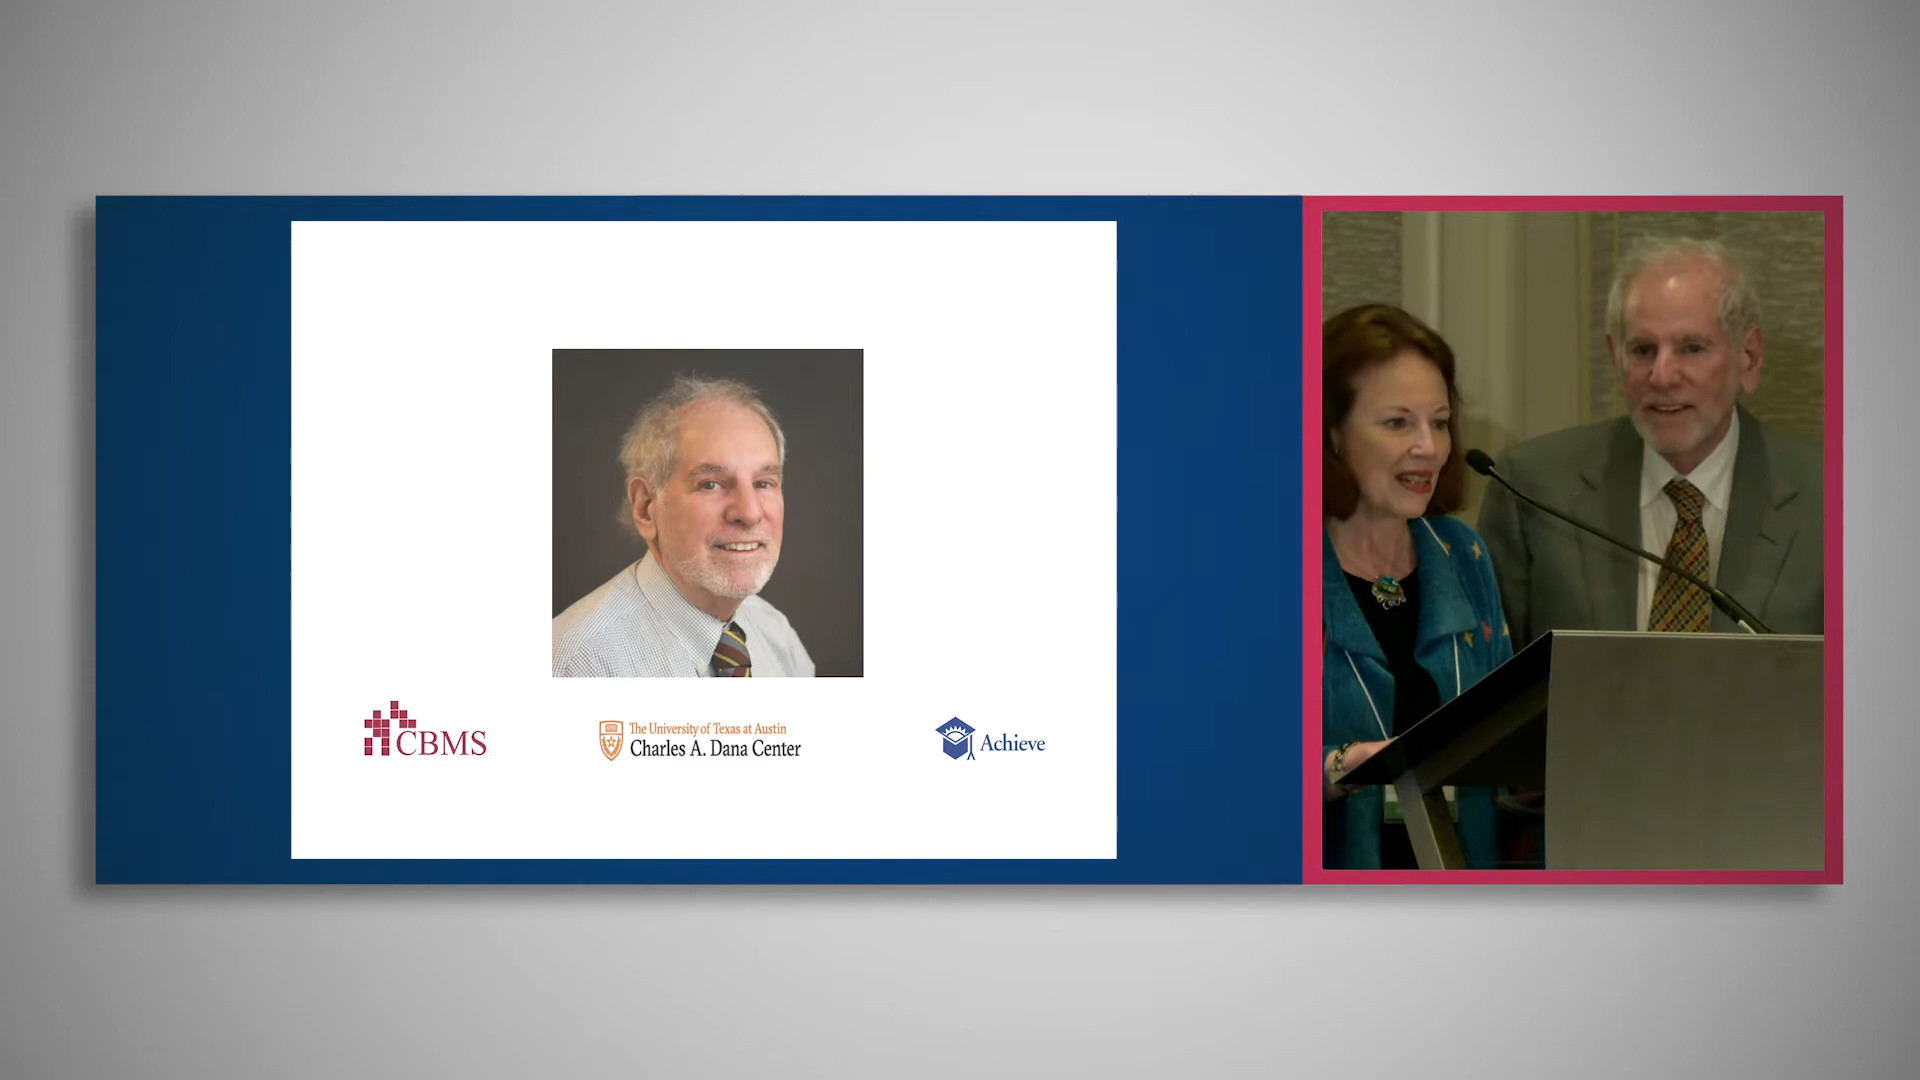 CBMS
The University of Texas at Austin
Charles A. Dana Center
Achieve